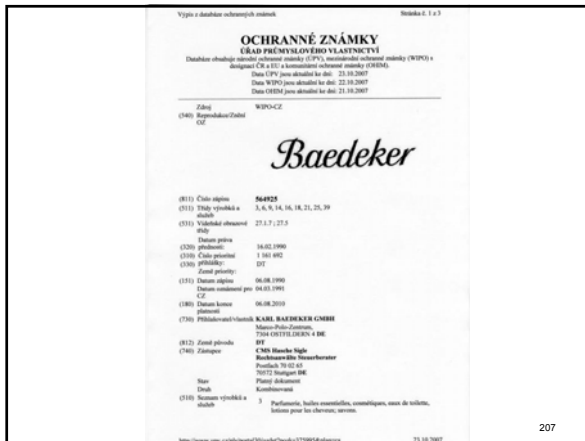 Výpis z databáze ochranných známek Stránka č. 1 z 3
OCHRANNÉ ZNÁMKY
ÚŘAD PRŮMYSLOVÉHO VLASTNICTVÍ
Databáze obsahuje národní ochranné známky (ÚPV), mezinárodní ochranné známky (WIPO) s
designací ČR a EU a komunitární ochranné známky (OHIM).
Data ÚPV jsou aktuální ke dni: 23.10.2007
Data WIPO jsou aktuální ke dni: 22.10.2007
Data OHIM jsou aktuální ke dni: 21.10.2007
Zdroj WIPO-CZ
(540) Reprodukce/Znění
OZ
Baedeker
(811) Číslo zápisu 564925
(511) Třídy výrobků a 3, 6, 9, 14, 16, 18, 21, 25, 39
služeb
(531) Vídeňské obrazové 27.1.7 ; 27.5
třídy
Datum práva
(320) přednosti: 16.02.1990
(310) Číslo prioritní 1 161 692
(330) přihlášky: DT
Země priority:
(151) Datum zápisu 06.08.1990
Datum oznámení pro 04.03.1991
CZ
(180) Datum konce 06.08.2010
platnosti
(730) Přihlašovatel/vlastník KARL BAEDEKER GMBH
Marco-Polo-Zentrum,
7304 OSTFILDERN 4 DE
(812) Země původu DT
(740) Zástupce CMS Hasche Sigle
Rechtsanwälte Steuerberater
Postfach 70 02 65
70572 Stuttgart DE
Stav Platný dokument
Druh Kombinovaná
(510) Seznam výrobků a 3 Parfumerie, huiles essentielles, cosmétiques, eaux de toilette,
služeb lotions pour les cheveux; savons.
23.10.2007
207